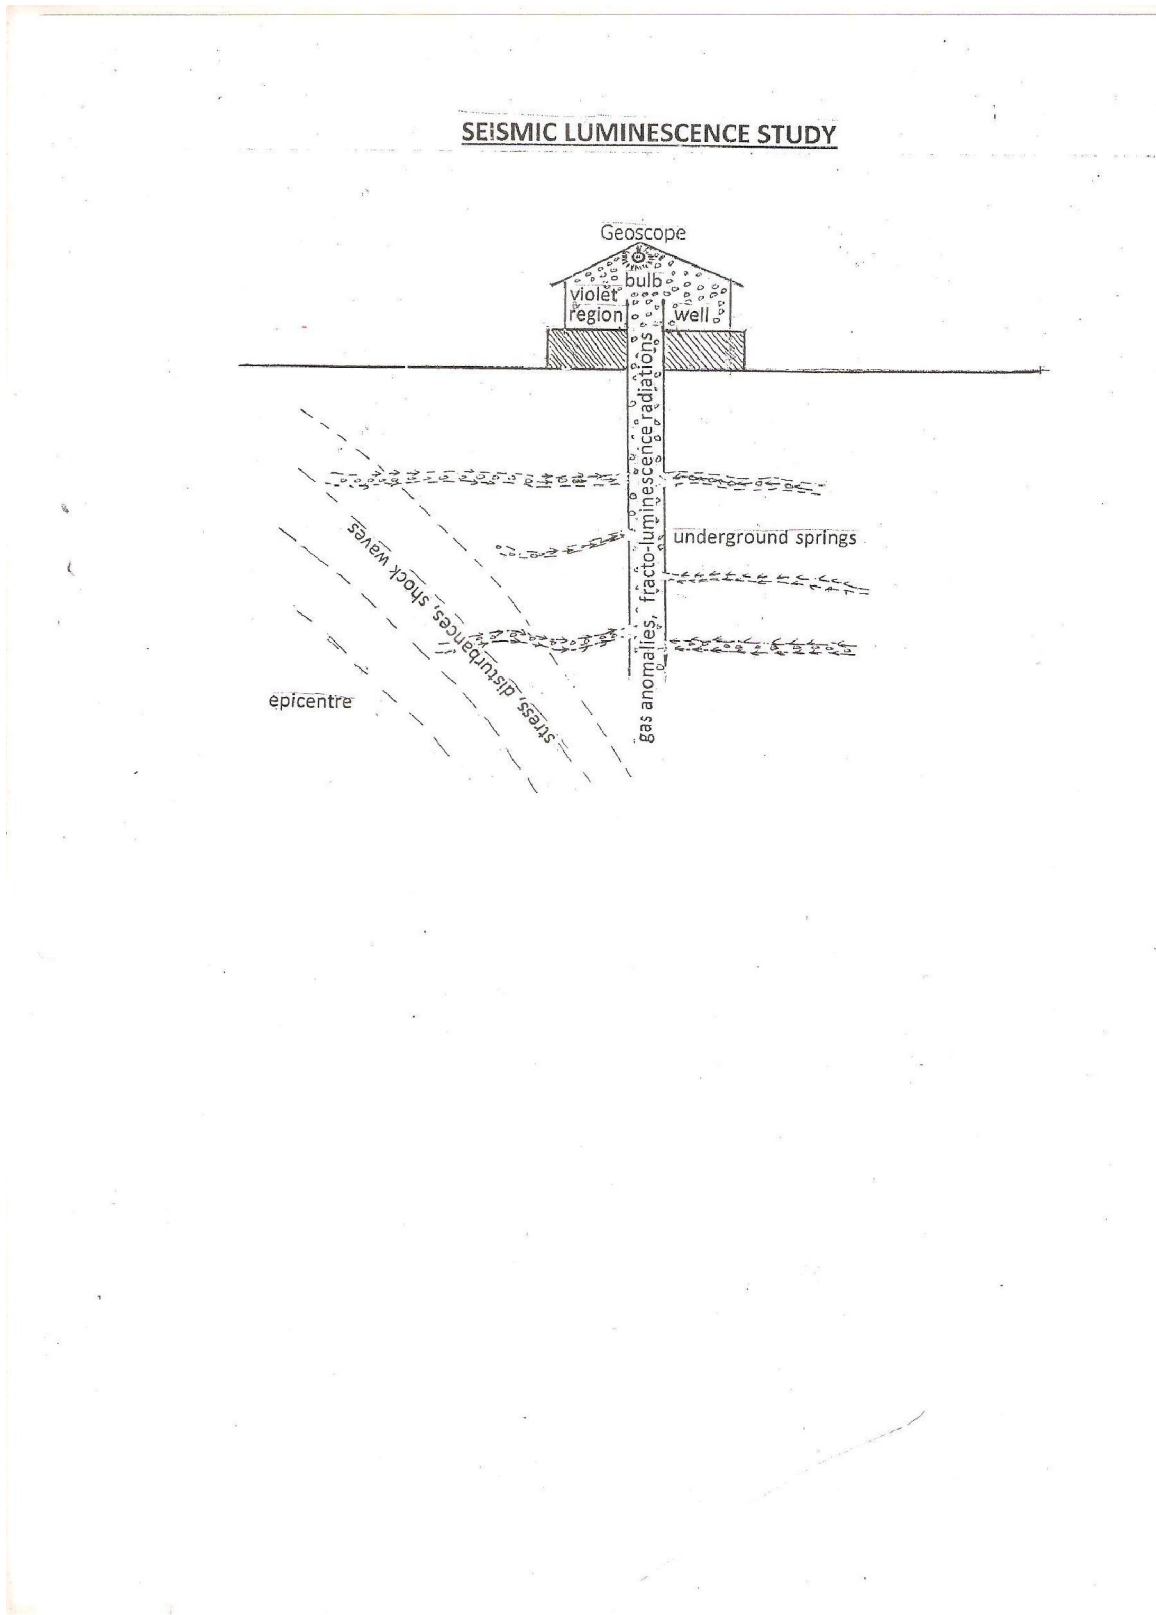 SEISMIC LUMINESCENCE STUDY
Geoscope
bulb
violet
region
well
gas anomalies, fracto-luminescence radiations
underground springs
stress, disturbances, shock waves
epicentre